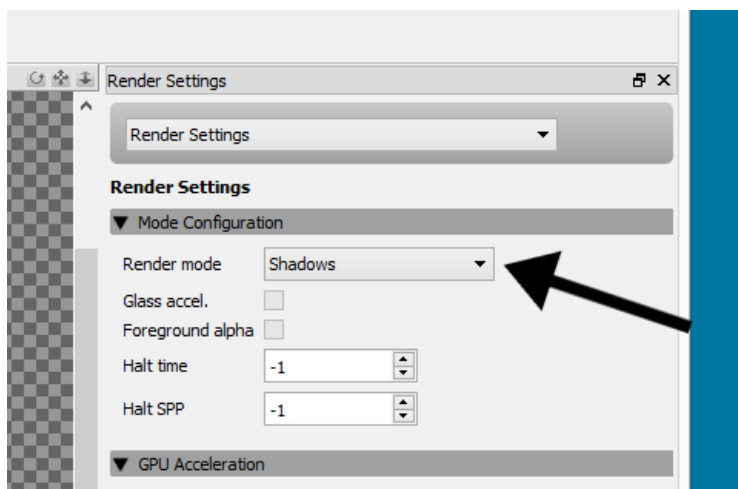 Render Settings
Render Settings
Render Settings
Mode Configuration
Render mode Shadows
Glass accel.
Foreground alpha
Halt time -1
Halt SPP -1
GPU Acceleration